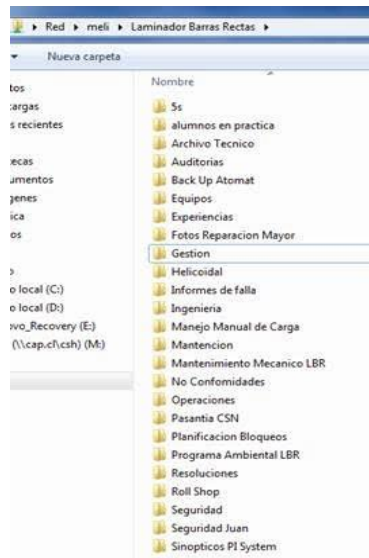 Red ▸ meli ▸ Laminador Barras Rectas ▸
Nueva carpeta
tos
argas
s recientes
ecas
umentos
genes
ica
os
o local (C:)
o local (D:)
ovo_Recovery (E:)
(\\cap.cl\csh) (M:)
Nombre
5s
alumnos en practica
Archivo Tecnico
Auditorias
Back Up Atomat
Equipos
Experiencias
Fotos Reparacion Mayor
Gestion
Helicoidal
Informes de falla
Ingenieria
Manejo Manual de Carga
Mantencion
Mantenimiento Mecanico LBR
No Confomidades
Operaciones
Pasantia CSN
Planificacion Bloqueos
Programa Ambiental LBR
Resoluciones
Roll Shop
Seguridad
Seguridad Juan
Sinopticos PI System